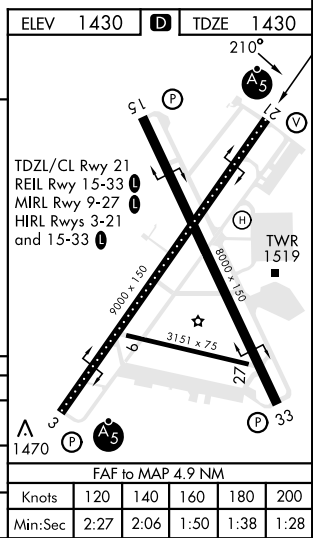 ELEV 1430 D TDZE 1430
210°
A5
15 P
21 V
TDZL/CL Rwy 21
REIL Rwy 15-33 L
MIRL Rwy 9-27 L
HIRL Rwys 3-21
and 15-33 L
H
TWR
1519
9000 x 150
8000 x 150
3151 x 75
9
27
3
33
P
1470
P
A5
FAF to MAP 4.9 NM
Knots 120 140 160 180 200
Min:Sec 2:27 2:06 1:50 1:38 1:28